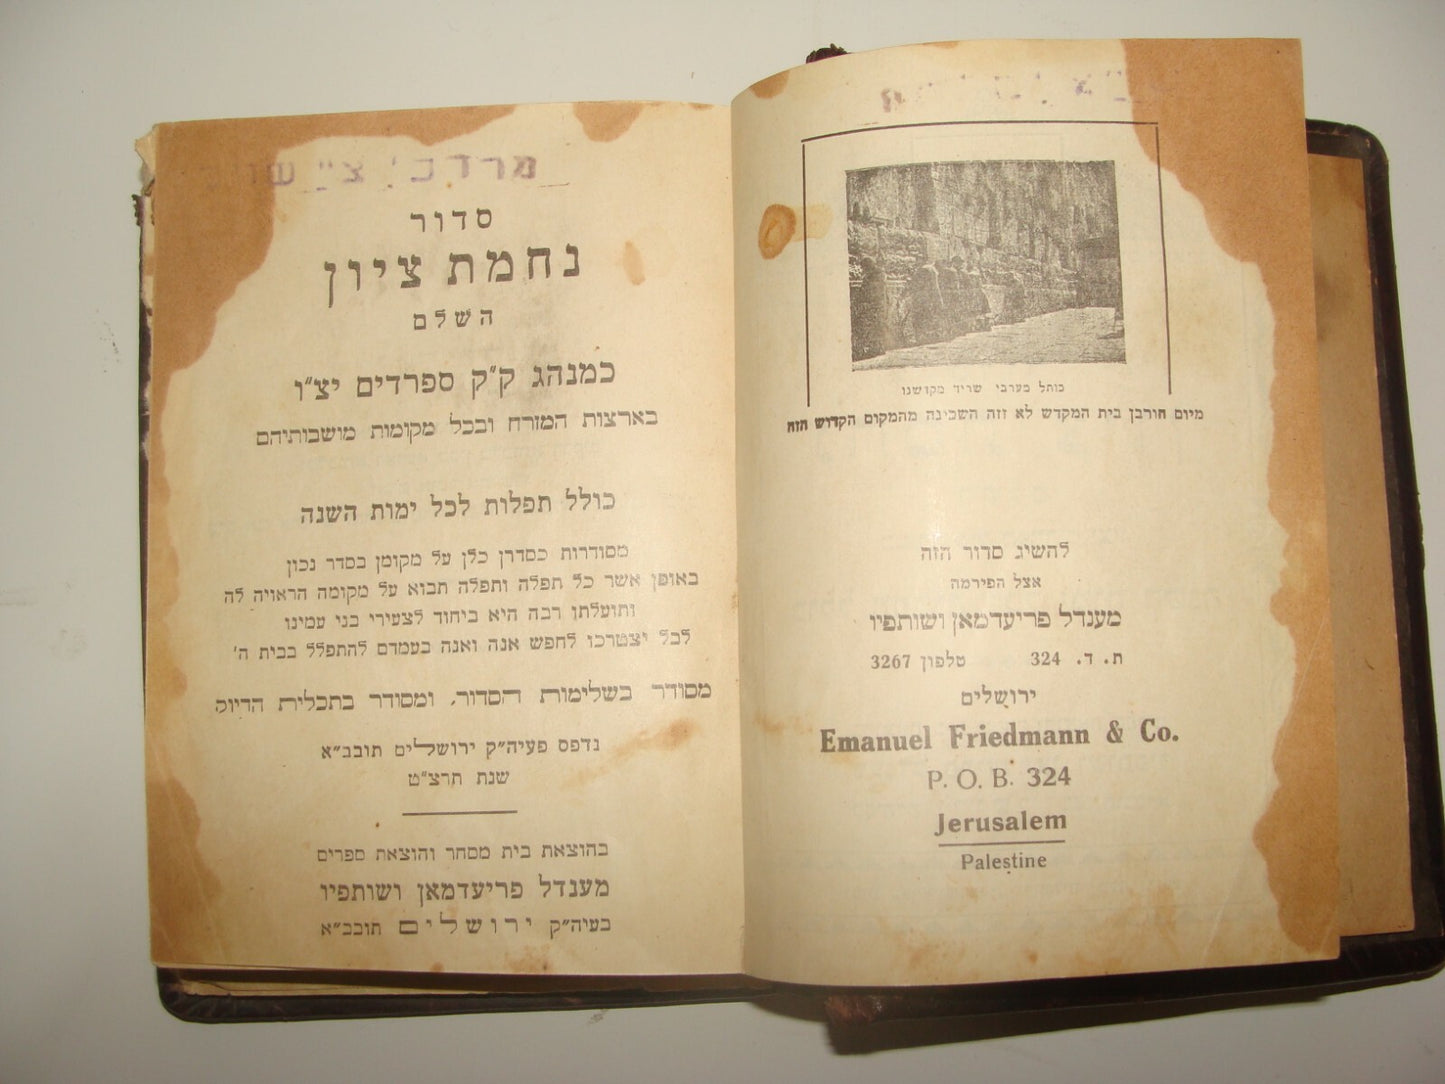 כותל מערבי שריד מקדשנו
מיום חורבן בית המקדש לא זזה השכינה מהמקום הקדוש הזה
להשיג סדור הזה
אצל הפירמה
מענדל פריעדמאן ושותפיו
ת. ד. 324 טלפון 3267
ירושלים
Emanuel Friedmann & Co.
P. O. B. 324
Jerusalem
Palestine
מרדכי
סדור
נחמת ציון
השלם
כמנהג ק"ק ספרדים יצ"ו
בארצות המזרח ובכל מקומות מושבותיהם
כולל תפלות לכל ימות השנה
מסודרות כסדרן כלן על מקומן בסדר נכון
באופן אשר כל תפלה ותפלה תבוא על מקומה הראויה לה
ותועלתו רבה היא ביחוד לצעירי בני עמינו
לבל יצטרכו לחפש אנה ואנה בעמדם להתפלל בבית ה'
מסודר בשלימות הסדור, ומסודר בתכלית הדיוק
נדפס פעיה"ק ירושלים תובב"א
שנת תרצ"ט
בהוצאת בית מסחר והוצאת ספרים
מענדל פריעדמאן ושותפיו
בעיה"ק ירושלים תובב"א